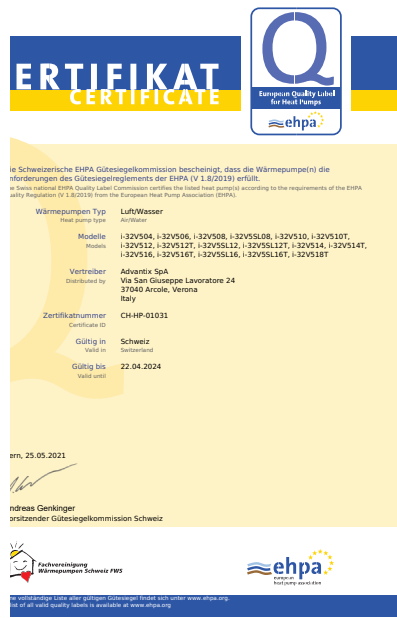 ERTIFIKAT
CERTIFICATE
European Quality Label
for Heat Pumps
ehpa
ie Schweizerische EHPA Gütesiegelkommission bescheinigt, dass die Wärmepumpe(n) die
nforderungen des Gütesiegelreglements der EHPA (V 1.8/2019) erfüllt.
he Swiss national EHPA Quality Label Commission certifies the listed heat pump(s) according to the requirements of the EHPA
uality Regulation (V 1.8/2019) from the European Heat Pump Association (EHPA).
Wärmepumpen Typ Luft/Wasser
Heat pump type Air/Water
Modelle i-32V504, i-32V506, i-32V508, i-32V5SL08, i-32V510, i-32V510T,
Models i-32V512, i-32V512T, i-32V5SL12, i-32V5SL12T, i-32V514, i-32V514T,
i-32V516, i-32V516T, i-32V5SL16, i-32V5SL16T, i-32V518T
Vertreiber Advantix SpA
Distributed by Via San Giuseppe Lavoratore 24
37040 Arcole, Verona
Italy
Zertifikatnummer CH-HP-01031
Certificate ID
Gültig in Schweiz
Valid in Switzerland
Gültig bis 22.04.2024
Valid until
ern, 25.05.2021
ndreas Genkinger
orsitzender Gütesiegelkommission Schweiz
Fachvereinigung
Wärmepumpen Schweiz FWS
ehpa
european
heat pump association
ne vollständige Liste aller gültigen Gütesiegel findet sich unter www.ehpa.org.
list of all valid quality labels is available at www.ehpa.org